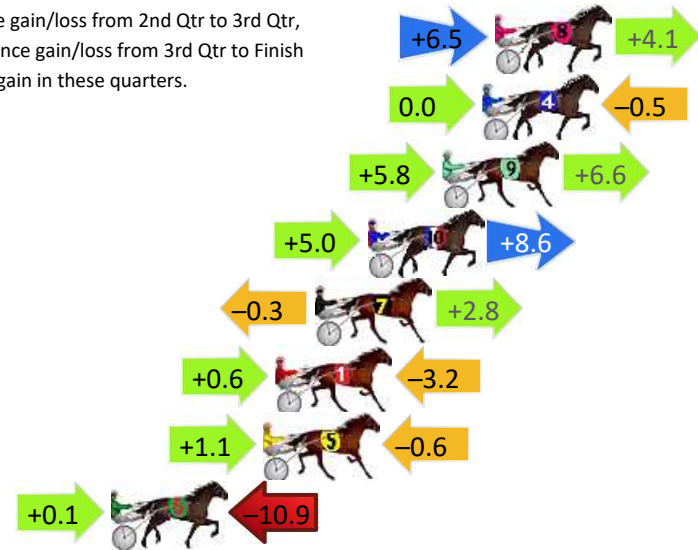 e gain/loss from 2nd Qtr to 3rd Qtr,
nce gain/loss from 3rd Qtr to Finish
gain in these quarters.
+6.5 8 +4.1
0.0 4 –0.5
+5.8 9 +6.6
+5.0 10 +8.6
–0.3 7 +2.8
+0.6 1 –3.2
+1.1 5 –0.6
+0.1 –10.9